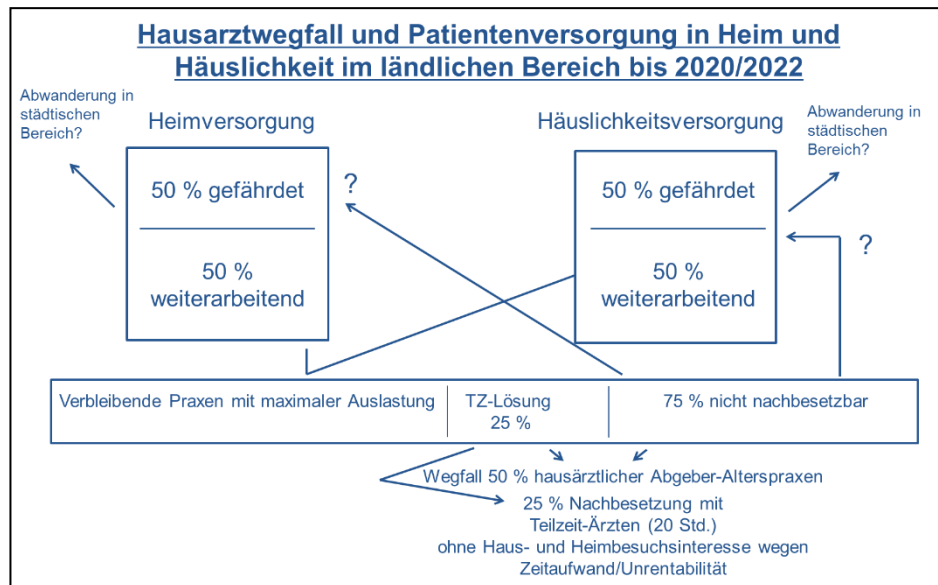 Hausarztwegfall und Patientenversorgung in Heim und
Häuslichkeit im ländlichen Bereich bis 2020/2022
Abwanderung in
städtischen
Bereich?
Heimversorgung
Häuslichkeitsversorgung
Abwanderung in
städtischen
Bereich?
50 % gefährdet
?
50 %
weiterarbeitend
50 % gefährdet
?
50 %
weiterarbeitend
Verbleibende Praxen mit maximaler Auslastung
TZ-Lösung
25 %
75 % nicht nachbesetzbar
Wegfall 50 % hausärztlicher Abgeber-Alterspraxen
25 % Nachbesetzung mit
Teilzeit-Ärzten (20 Std.)
ohne Haus- und Heimbesuchsinteresse wegen
Zeitaufwand/Unrentabilität